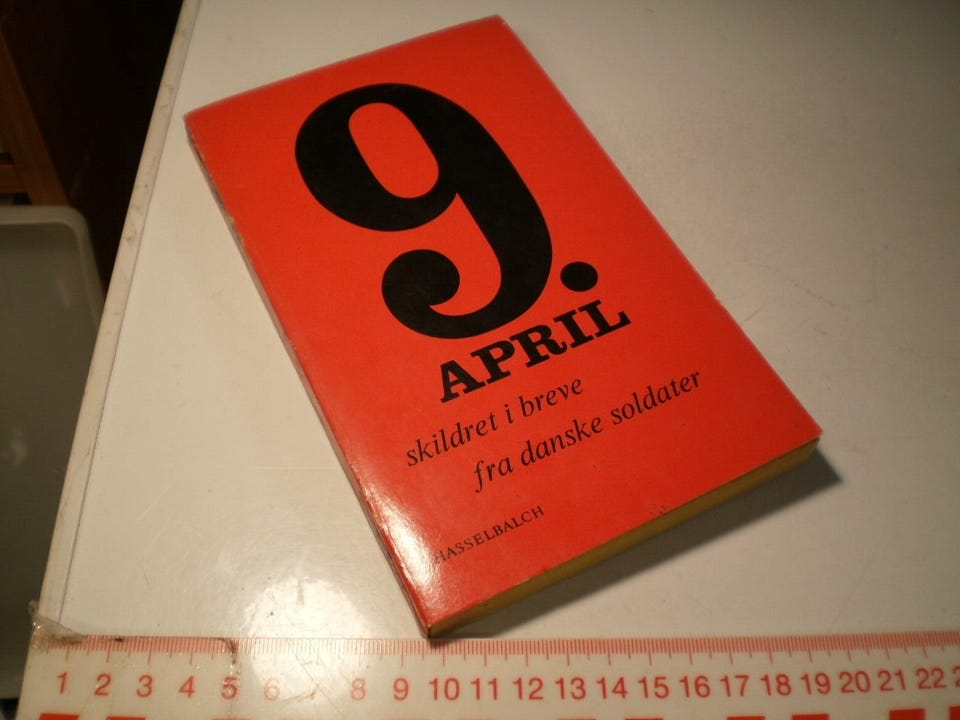 9.
APRIL
skildret i breve
fra danske soldater
HASSELBALCH
1 2 3 4 5 6 7 8 9 10 11 12 13 14 15 16 17 18 19 20 21 22